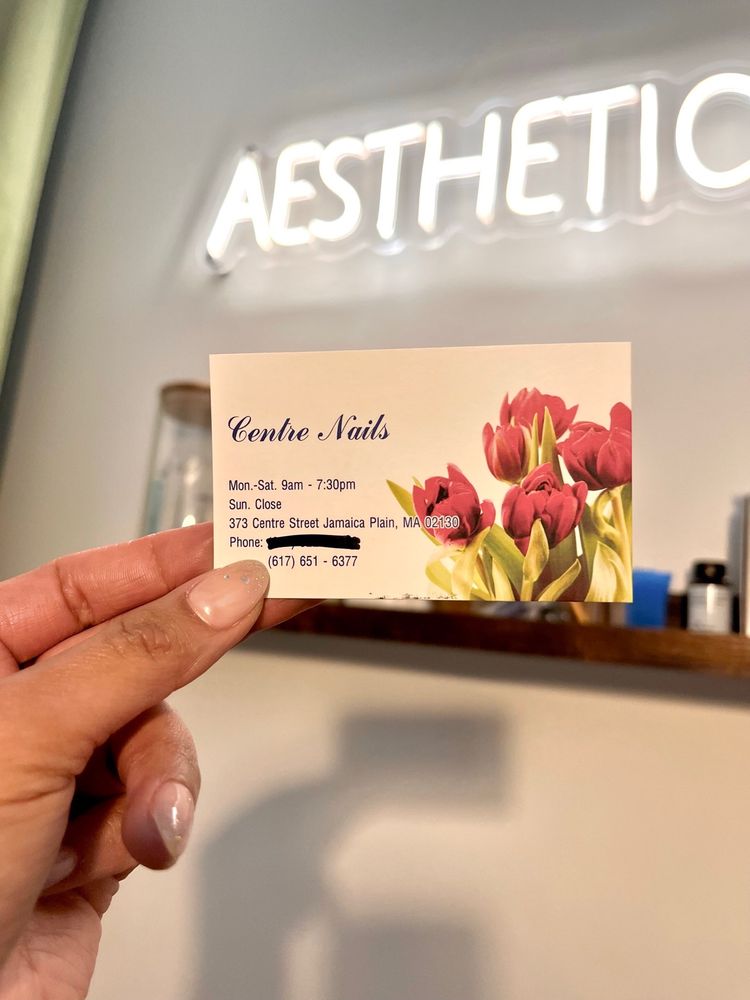 AESTHETIC
Centre Nails
Mon.-Sat. 9am - 7:30pm
Sun. Close
373 Centre Street Jamaica Plain, MA 02130
Phone:
(617) 651 - 6377